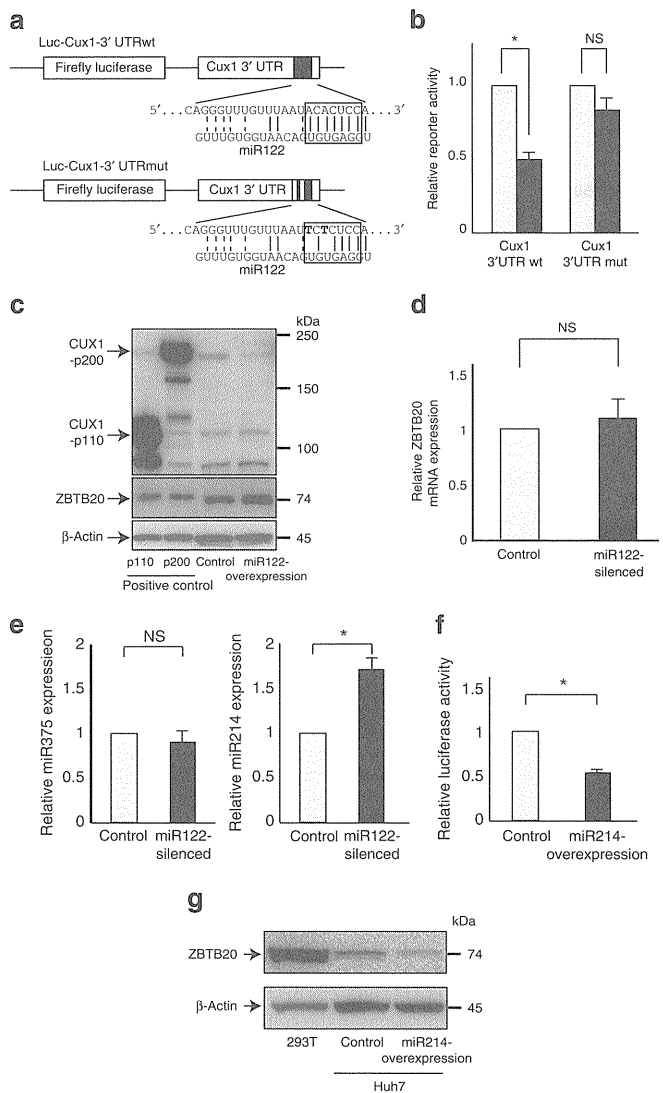 a
Luc-Cux1-3′ UTRwt
Firefly luciferase
Cux1 3′ UTR
5′...CAGGGUUUGUUUAAUACACUCCA...3′
GUUUGUGGUAACAGUGUGAGGU
miR122
Luc-Cux1-3′ UTRmut
Firefly luciferase
Cux1 3′ UTR
5′...CAGGGUUUGUUUAAUTCTCUCCA...3′
GUUUGUGGUAACAGUGUGAGGU
miR122
b
Relative reporter activity
1.0
0.5
0
*
NS
Cux1
3′UTR wt
Cux1
3′UTR mut
c
kDa
CUX1
-p200
250
150
CUX1
-p110
100
ZBTB20
74
β-Actin
45
p110 p200 Control miR122-
overexpression
Positive control
d
Relative ZBTB20
mRNA expression
1.5
1
0.5
0
NS
Control
miR122-
silenced
e
Relative miR375 expressieon
2
1.5
1
0.5
0
NS
Control miR122-
silenced
Relative miR214 expression
2
1.5
1
0.5
0
*
Control miR122-
silenced
f
Relative luciferase activity
1.5
1
0.5
0
*
Control miR214-
overexpression
g
kDa
ZBTB20
74
β-Actin
45
293T Control miR214-
overexpression
Huh7